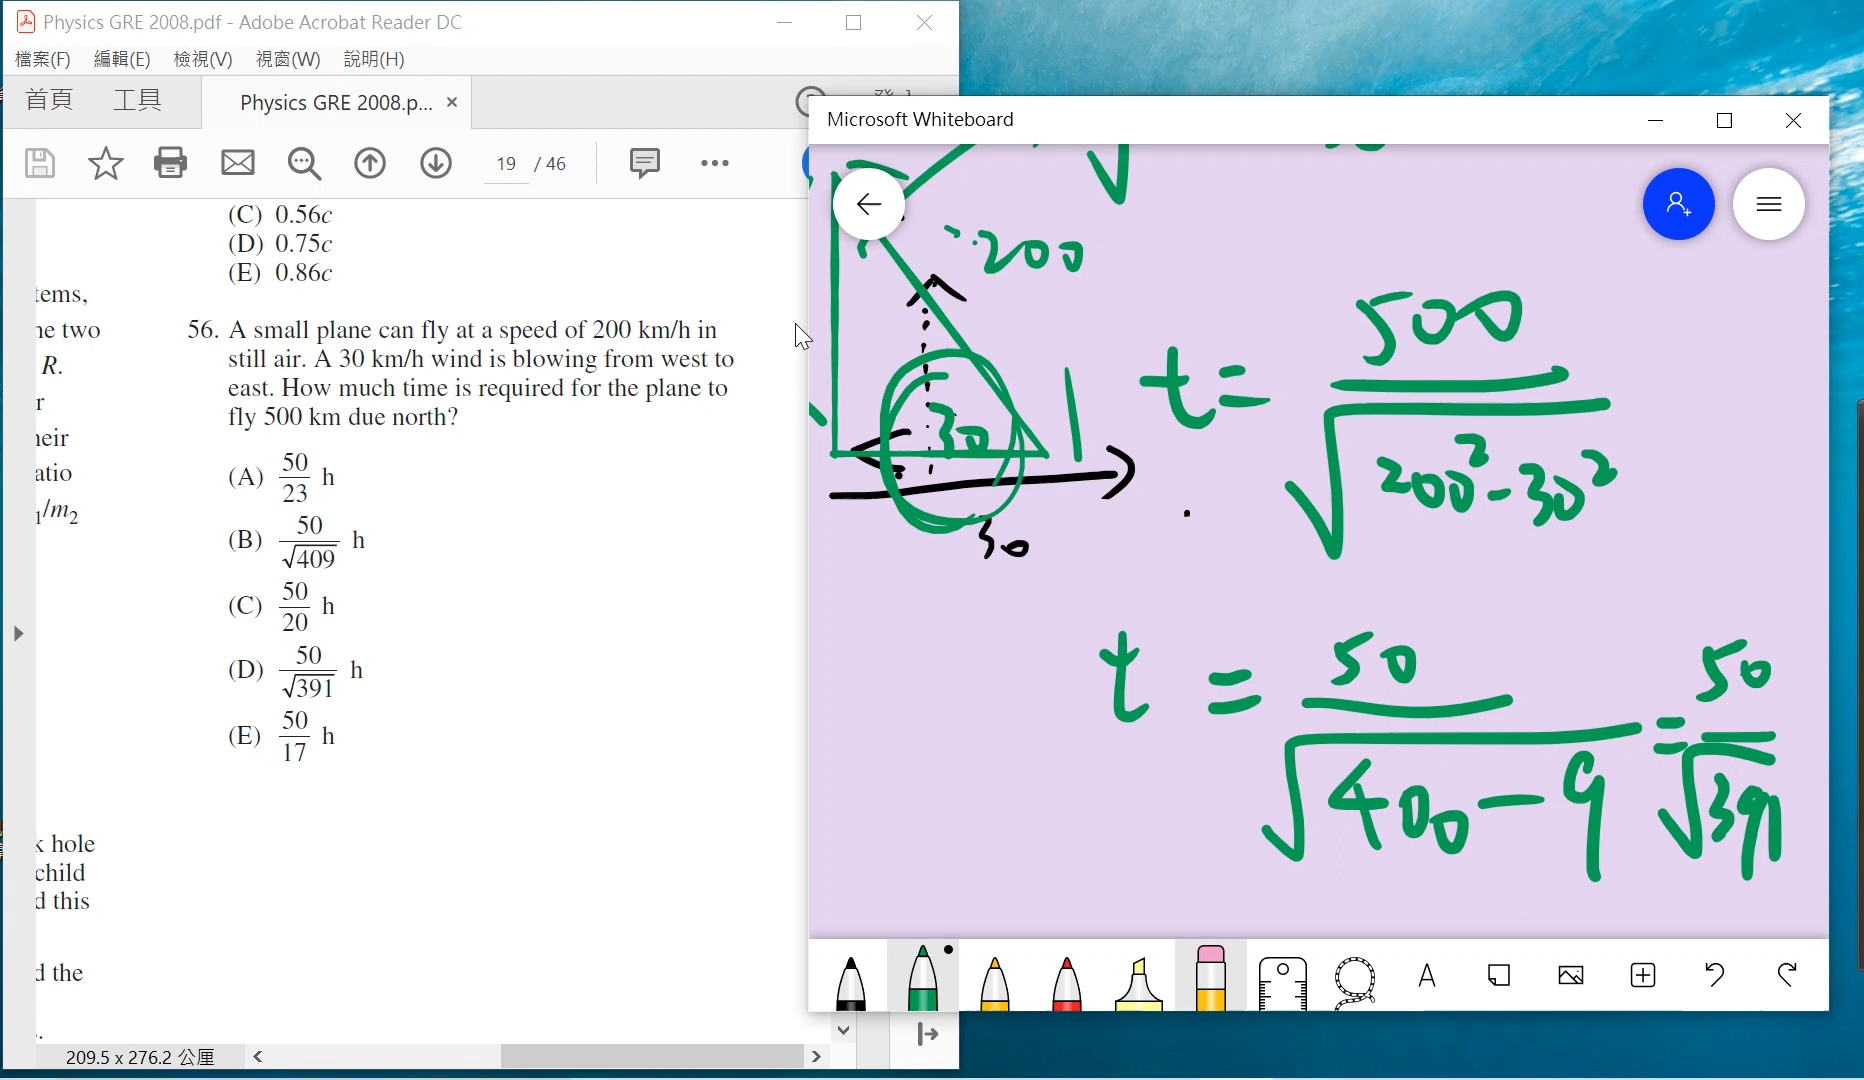 Physics GRE 2008.pdf - Adobe Acrobat Reader DC
檔案(F) 編輯(E) 檢視(V) 視窗(W) 說明(H)
首頁 工具 Physics GRE 2008.p... ×
19 / 46
(C) 0.56c
(D) 0.75c
(E) 0.86c
tems,
ne two
R.
r
heir
atio
1/m2
56. A small plane can fly at a speed of 200 km/h in
still air. A 30 km/h wind is blowing from west to
east. How much time is required for the plane to
fly 500 km due north?
(A) 50/23 h
(B) 50/√409 h
(C) 50/20 h
(D) 50/√391 h
(E) 50/17 h
k hole
child
d this
d the
209.5 x 276.2 公厘
Microsoft Whiteboard
200
30
30
t = 500/√(200² - 30²)
t = 50/√(400 - 9) = 50/√391